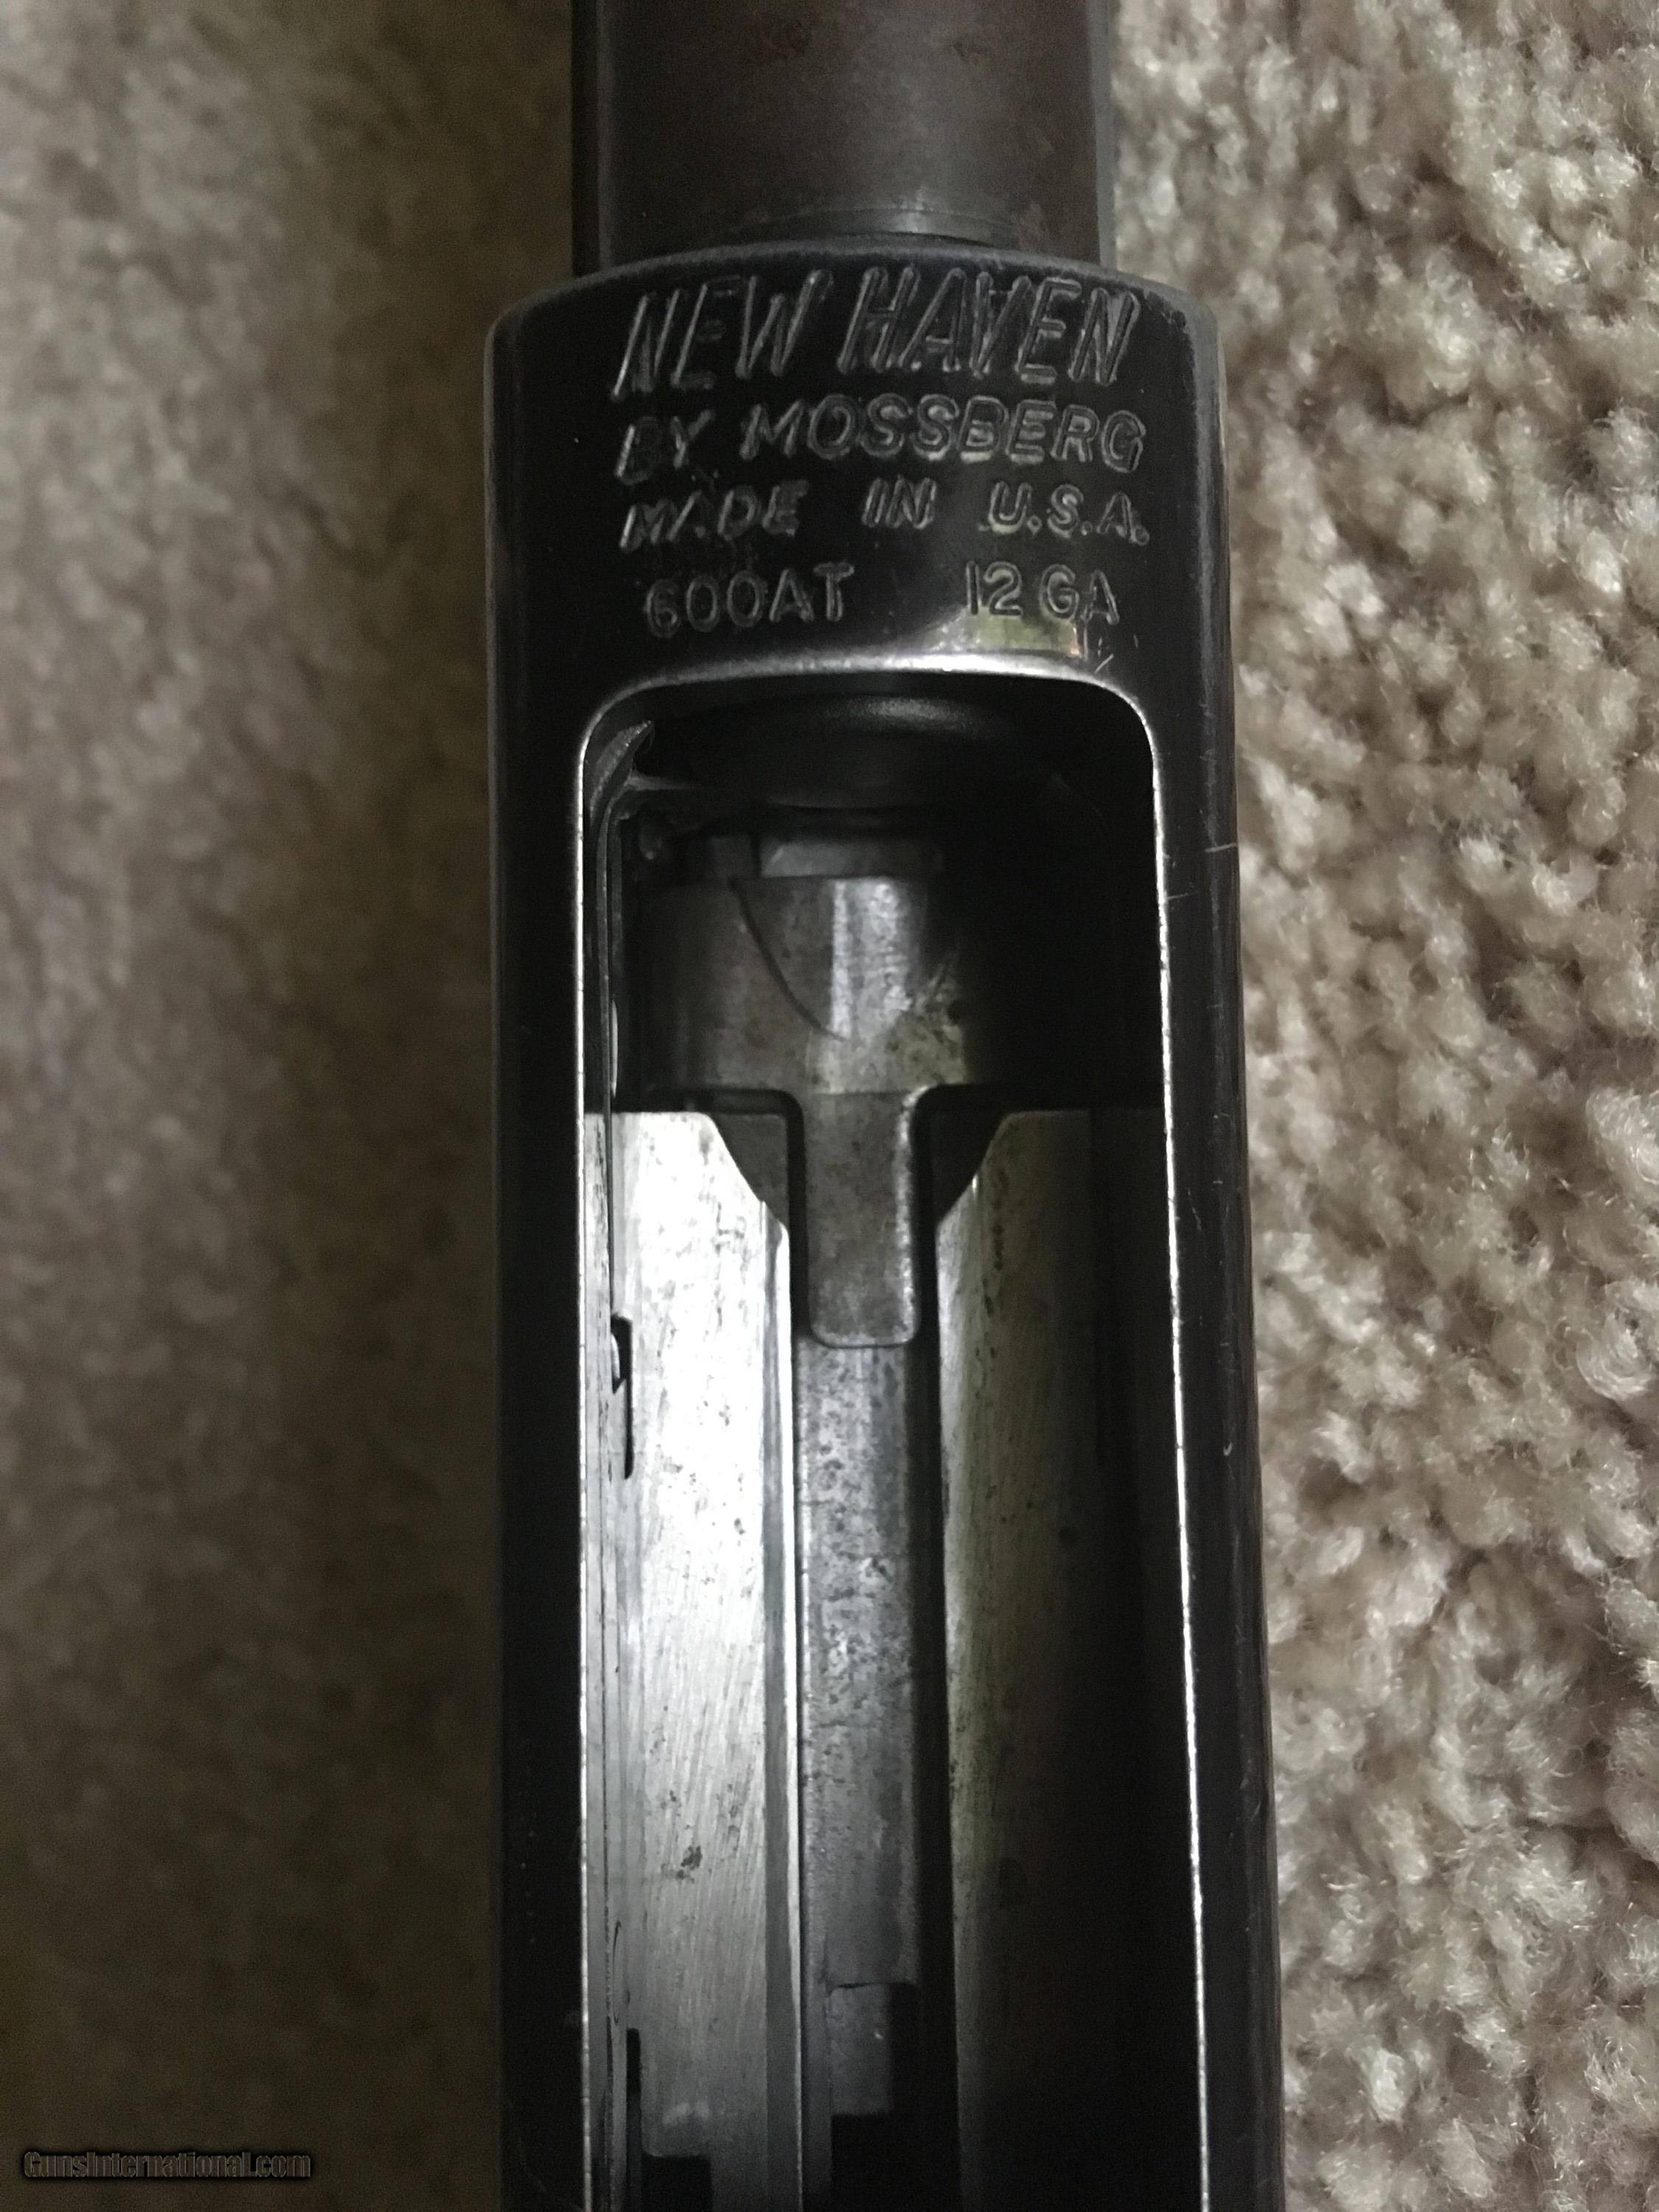 NEW HAVEN
BY MOSSBERG
MADE IN U.S.A.
600AT 12 GA
GunsInternational.com